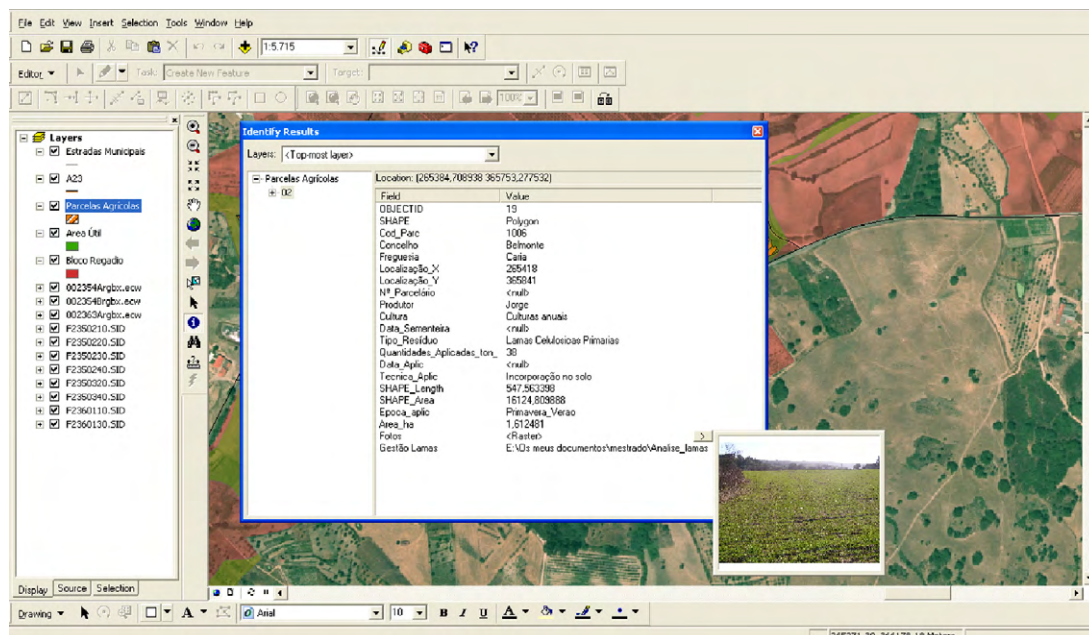 File Edit View Insert Selection Tools Window Help
1:5.715
Editor Task: Create New Feature Target:
100%
Layers
Estradas Municipais
A23
Parcelas Agrícolas
Area Útil
Bloco Regadio
002354Argbx.ecw
002354Brgbx.ecw
002363Argbx.ecw
F2350210.SID
F2350220.SID
F2350230.SID
F2350240.SID
F2350320.SID
F2350340.SID
F2360110.SID
F2360130.SID
Display Source Selection
Identify Results
Layers: <Top-most layer>
Parcelas Agrícolas
02
Location: (265384,708938 365753,277532)
Field Value
OBJECTID 19
SHAPE Polygon
Cod_Parc 1006
Concelho Belmonte
Freguesia Caria
Localização_X 265418
Localização_Y 365841
Nº_Parcelário <null>
Produtor Jorge
Cultura Culturas anuais
Data_Sementeira <null>
Tipo_Resíduo Lamas Celulosicas Primarias
Quantidades_Aplicadas_ton_ 38
Data_Aplic <null>
Tecnica_Aplic Incorporação no solo
SHAPE_Length 547,563398
SHAPE_Area 16124,809888
Epoca_aplic Primavera_Verao
Area_ha 1,612481
Fotos <Raster>
Gestão Lamas E:\Os meus documentos\mestrado\Analise_lamas
Drawing A Arial 10 B I U A